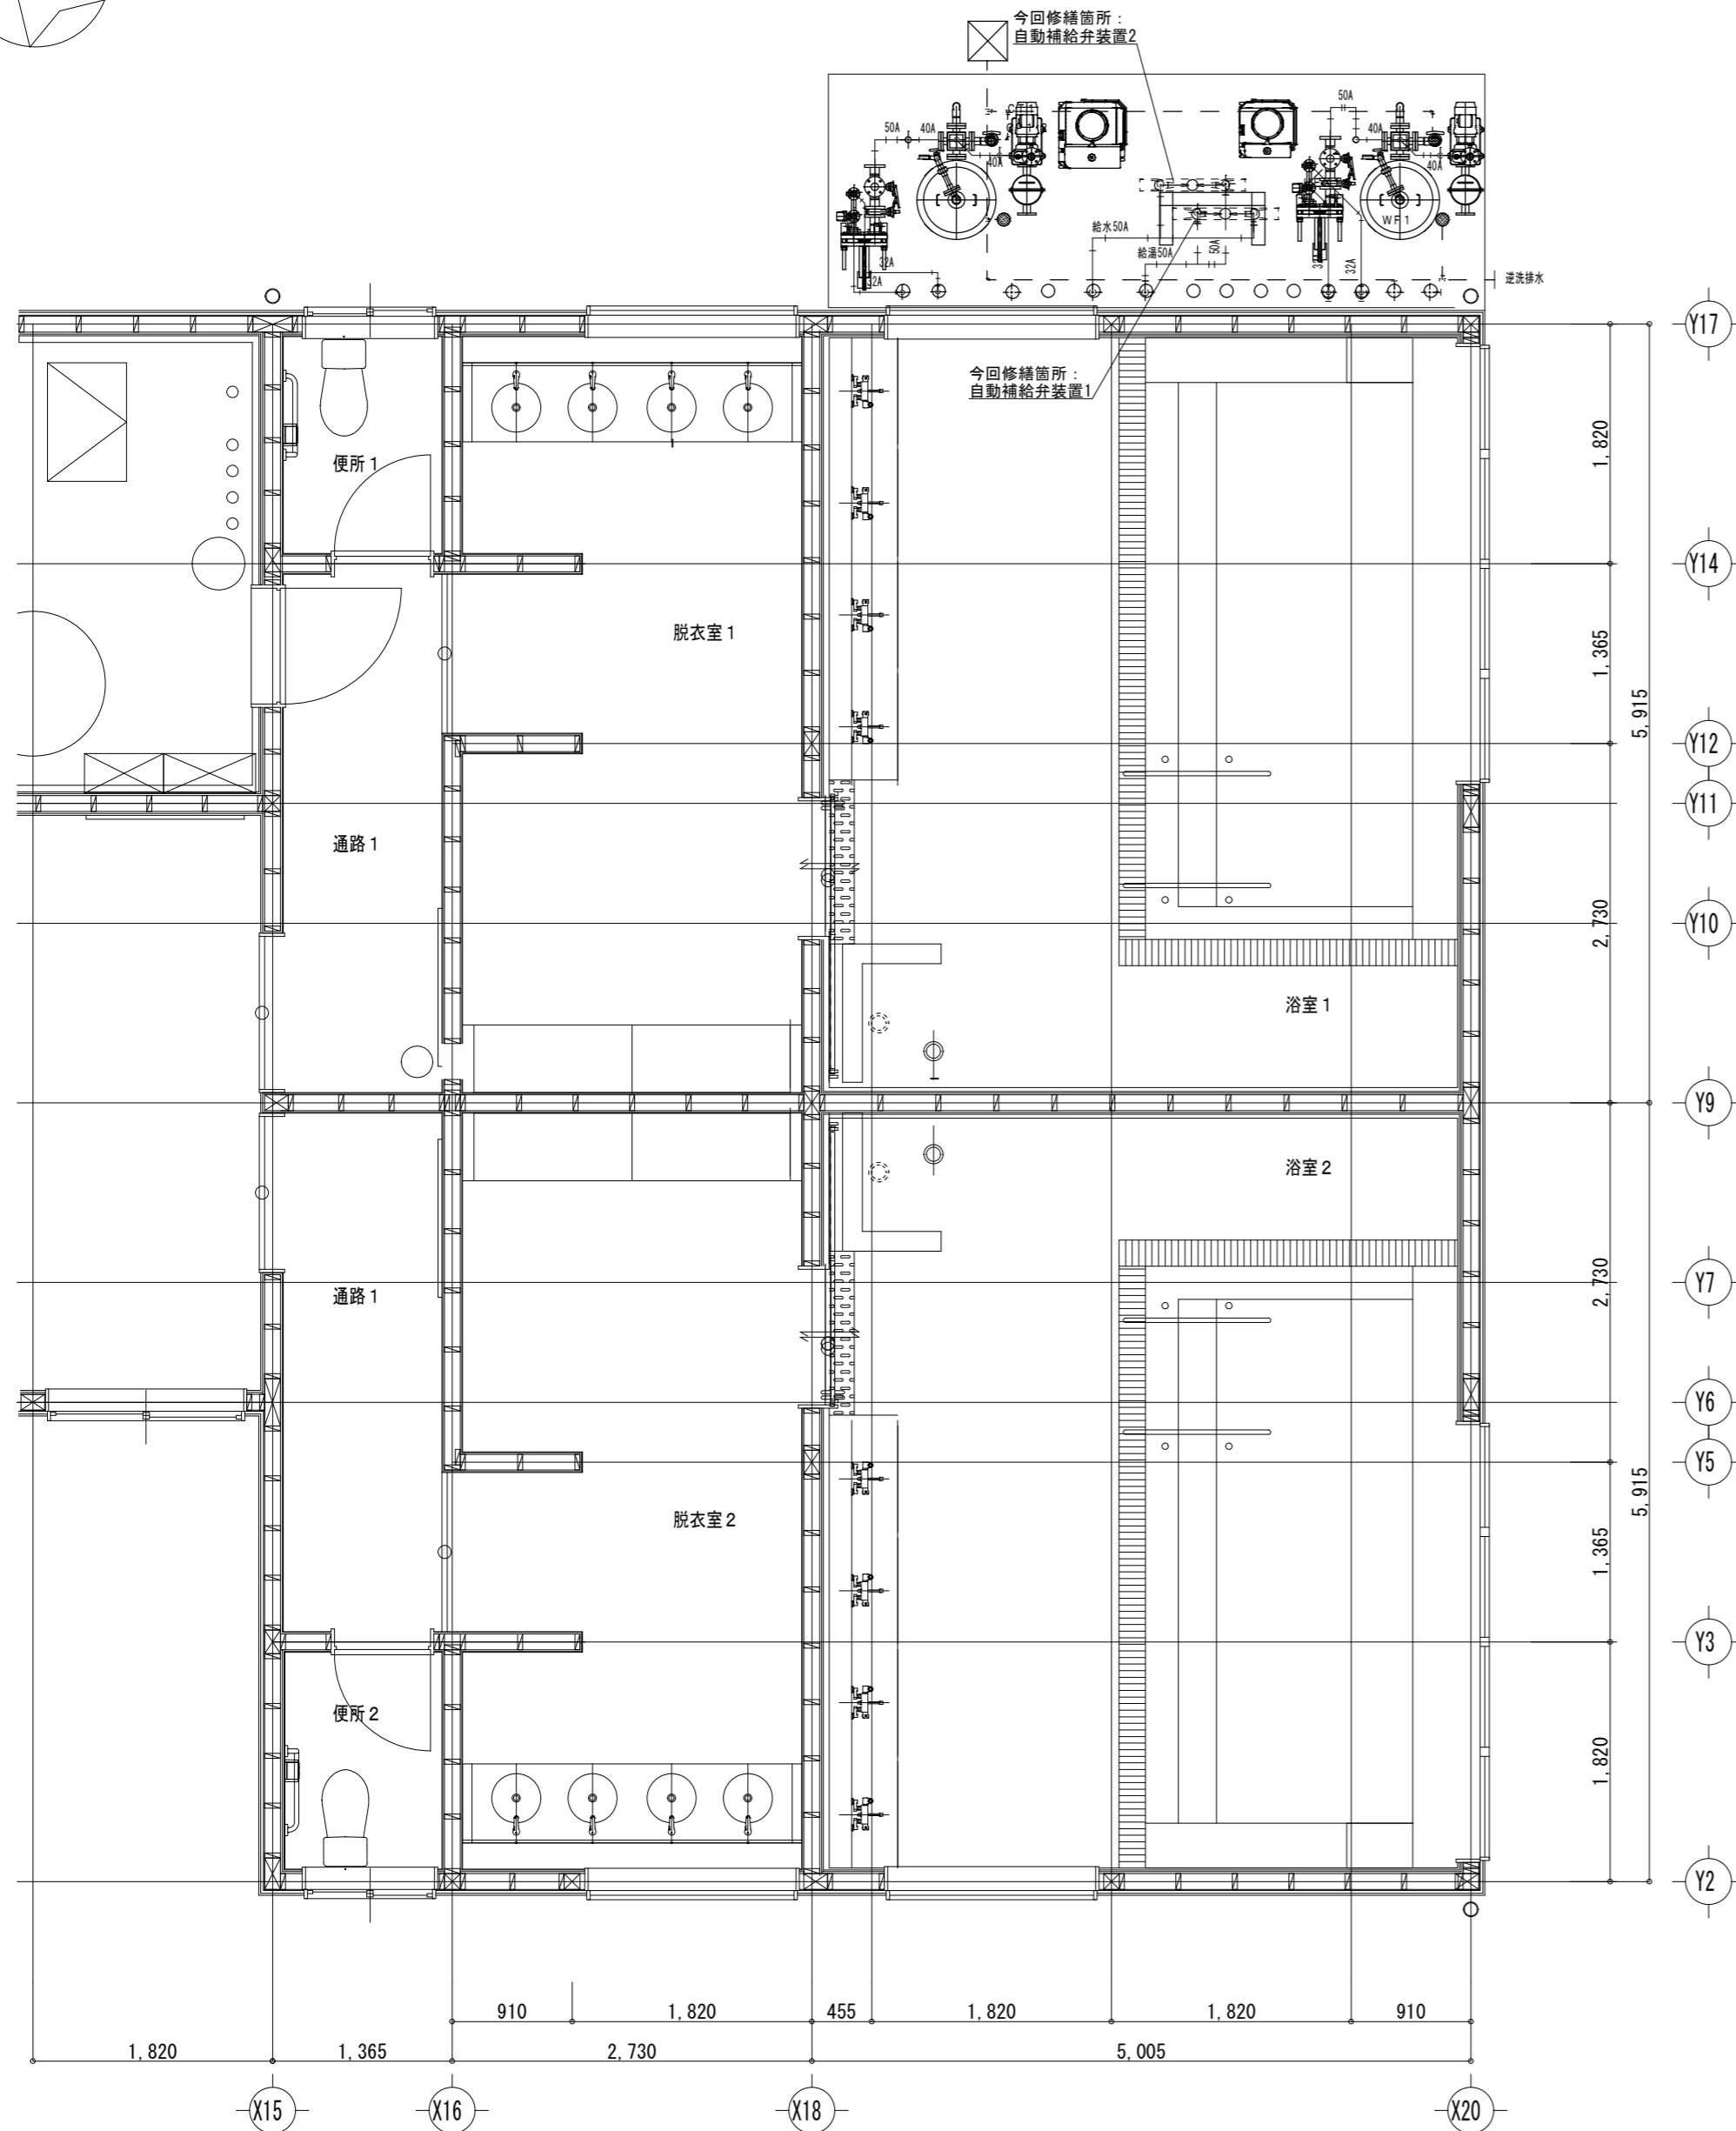 今回修繕箇所：
自動補給弁装置2
50A
40A
40A
50A
40A
40A
WF1
給水50A
給湯50A
50A
32A
32A
32A
32A
逆洗排水
今回修繕箇所：
自動補給弁装置1
便所1
脱衣室1
通路1
浴室1
浴室2
通路1
脱衣室2
便所2
Y17
1,820
Y14
1,365
5,915
Y12
Y11
2,730
Y10
Y9
2,730
Y7
Y6
Y5
5,915
1,365
Y3
1,820
Y2
910
1,820
455
1,820
1,820
910
1,820
1,365
2,730
5,005
X15
X16
X18
X20